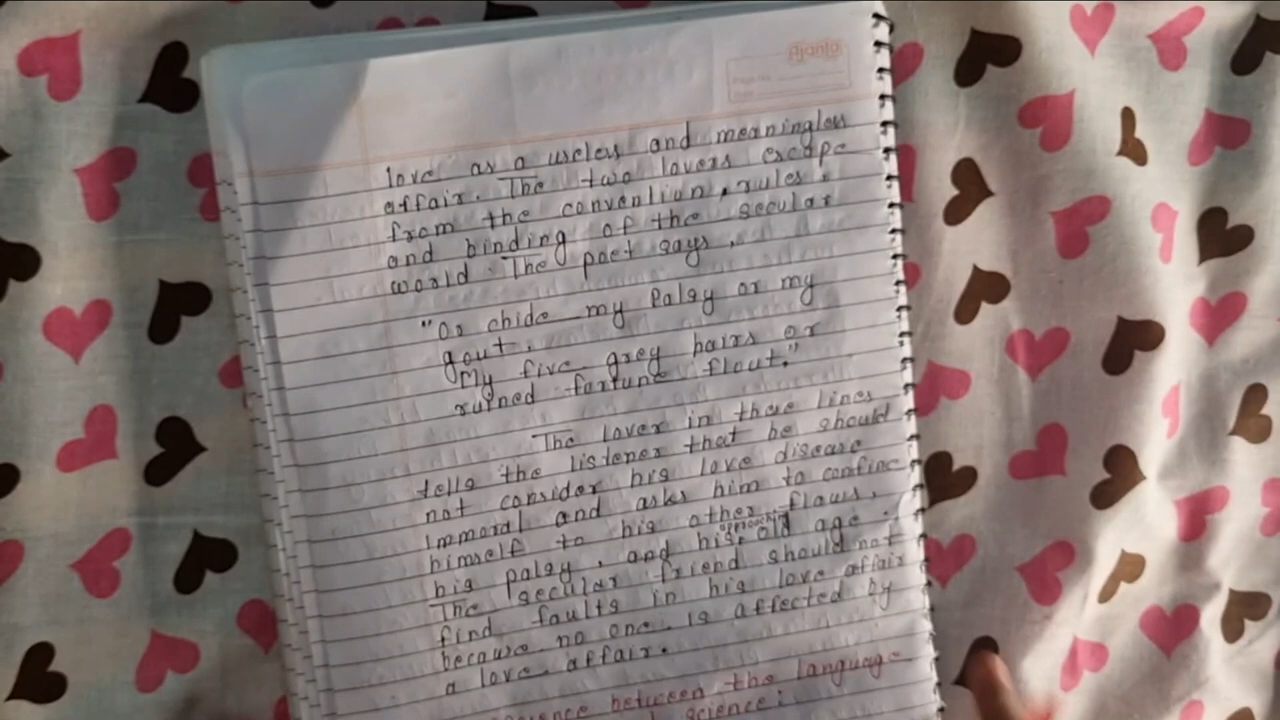 Ajanta
love as a useless and meaningless
affair. The two lovers escape
from the convention, rules,
and binding of the secular
world. The poet says,
"Or chide my Palsy or my
gout,
My five grey hairs or
ruined fortune flout."
The lover in these lines
tells the listener that he should
not consider his love disease
immoral and asks him to confine
himself to his other flaws,
his palsy, and his approaching old age.
The secular friend should not
find faults in his love affair
because no one is affected by
a love affair.
between the language
science: